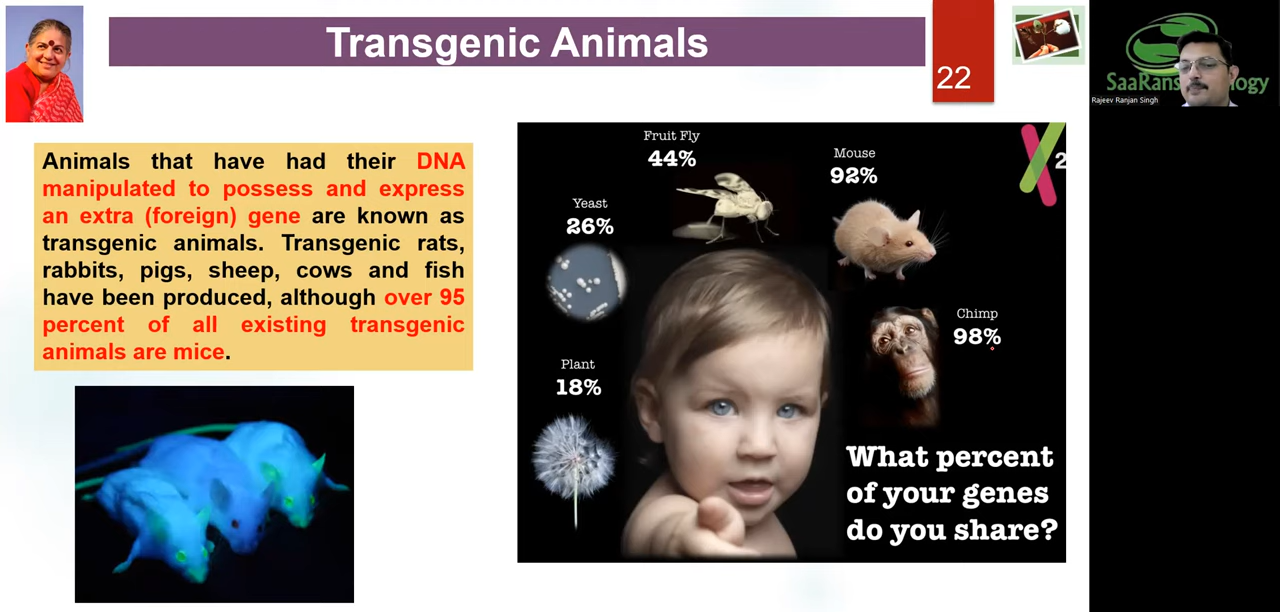 Transgenic Animals
22
SaaRans
logy
Rajeev Ranjan Singh
Animals that have had their DNA
manipulated to possess and express
an extra (foreign) gene are known as
transgenic animals. Transgenic rats,
rabbits, pigs, sheep, cows and fish
have been produced, although over 95
percent of all existing transgenic
animals are mice.
Fruit Fly
44%
Mouse
92%
2
Yeast
26%
Chimp
98%
Plant
18%
What percent
of your genes
do you share?